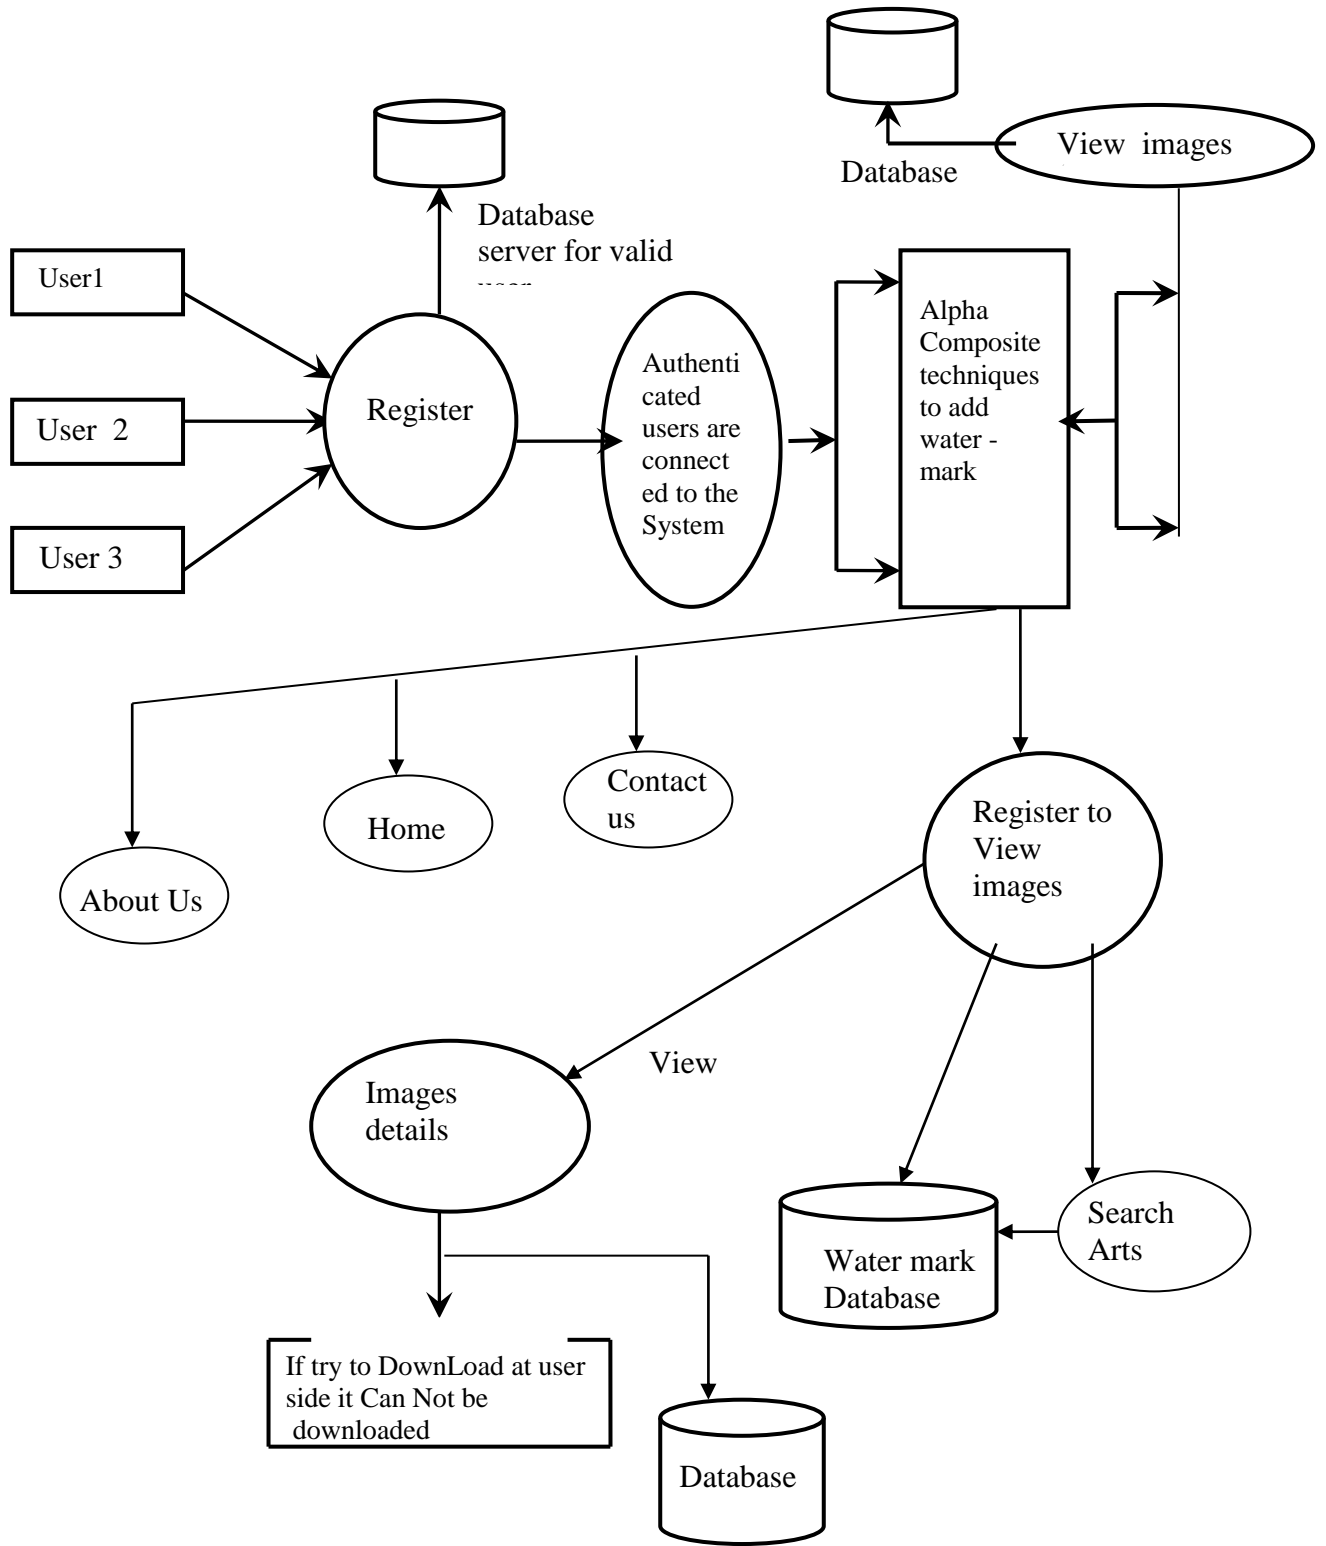 View  images
Database
Database
server for valid
User1
User  2
User 3
Register
Authenti
cated
users are
connect
ed to the
System
Alpha
Composite
techniques
to add
water -
mark
About Us
Home
Contact
us
Register to
View
images
View
Images
details
Search
Arts
Water mark
Database
If try to DownLoad at user
side it Can Not be
downloaded
Database